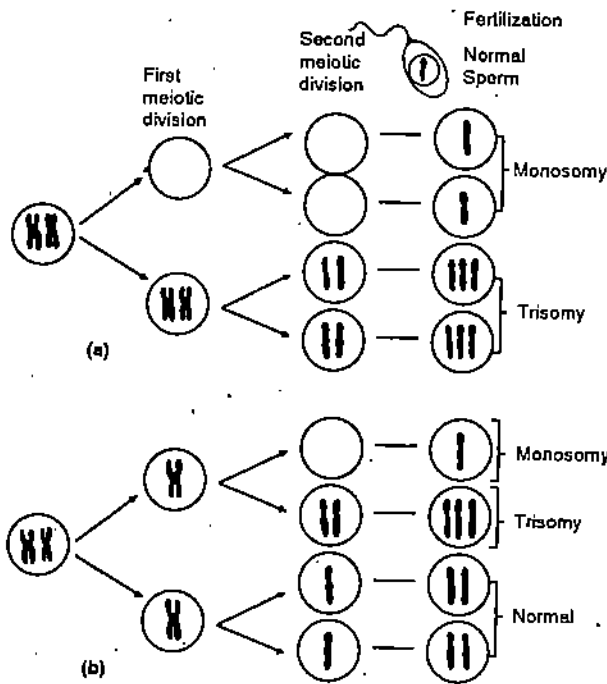 Fertilization
Second
meiotic
division
Normal
Sperm
First
meiotic
division
Monosomy
Trisomy
(a)
Monosomy
Trisomy
Normal
(b)